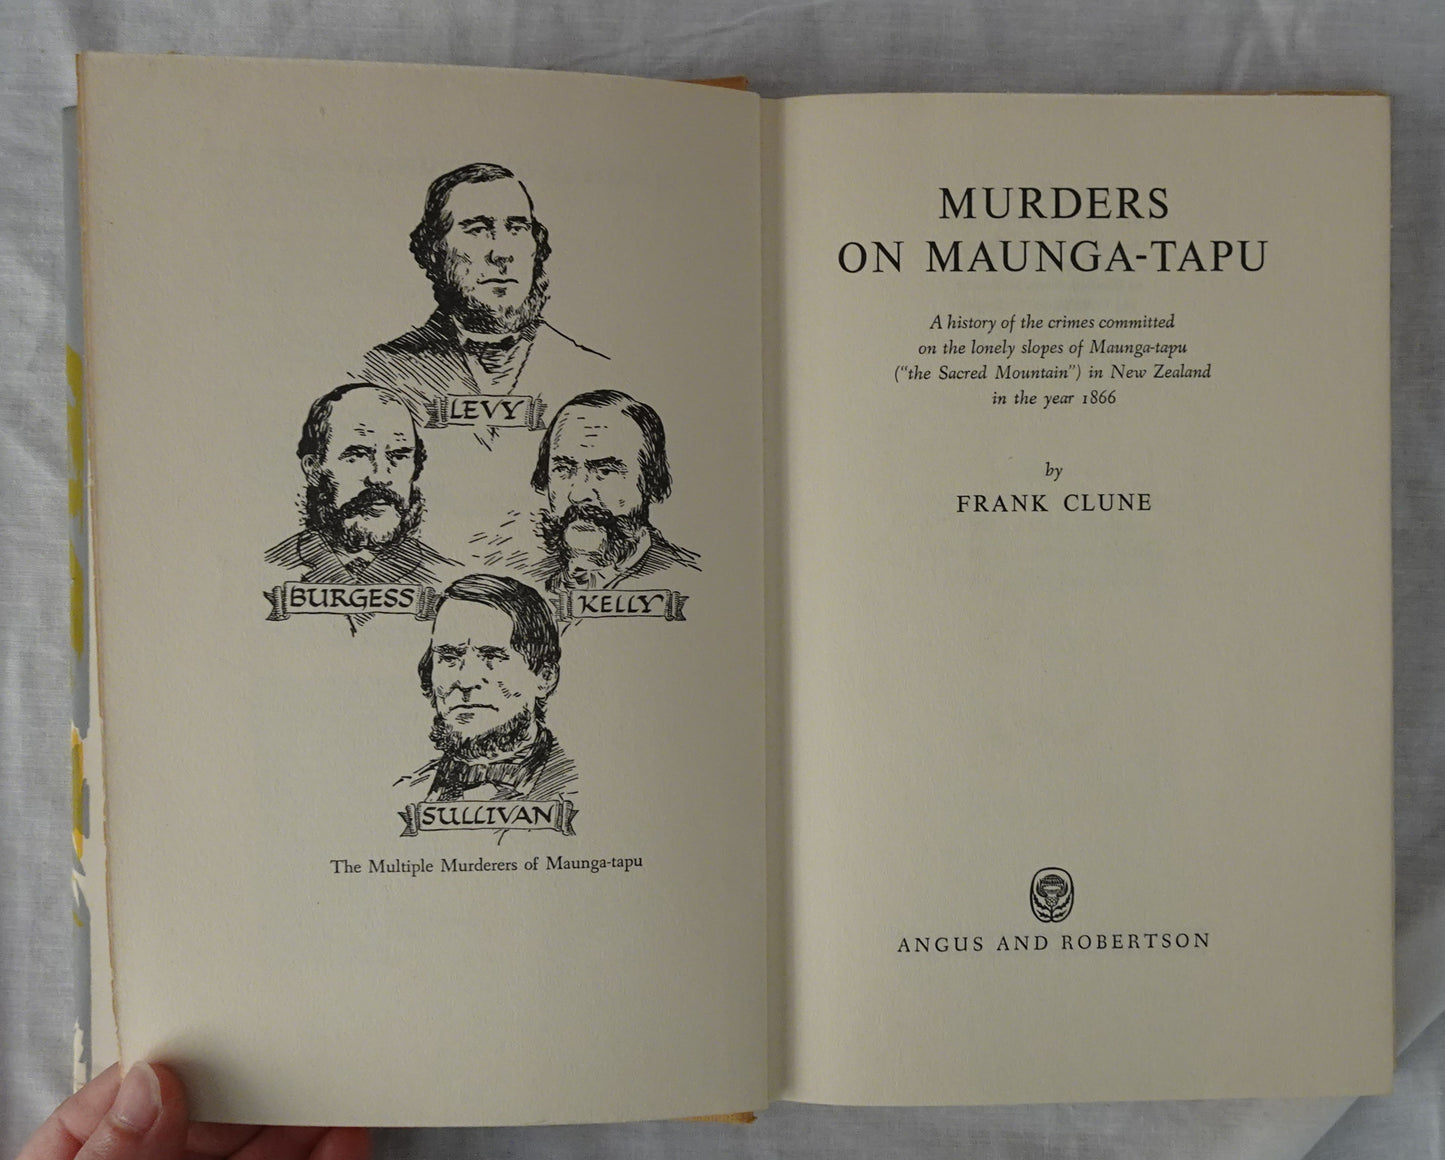 LEVY
BURGESS
KELLY
SULLIVAN
The Multiple Murderers of Maunga-tapu
MURDERS
ON MAUNGA-TAPU
A history of the crimes committed
on the lonely slopes of Maunga-tapu
("the Sacred Mountain") in New Zealand
in the year 1866
by
FRANK CLUNE
ANGUS AND ROBERTSON